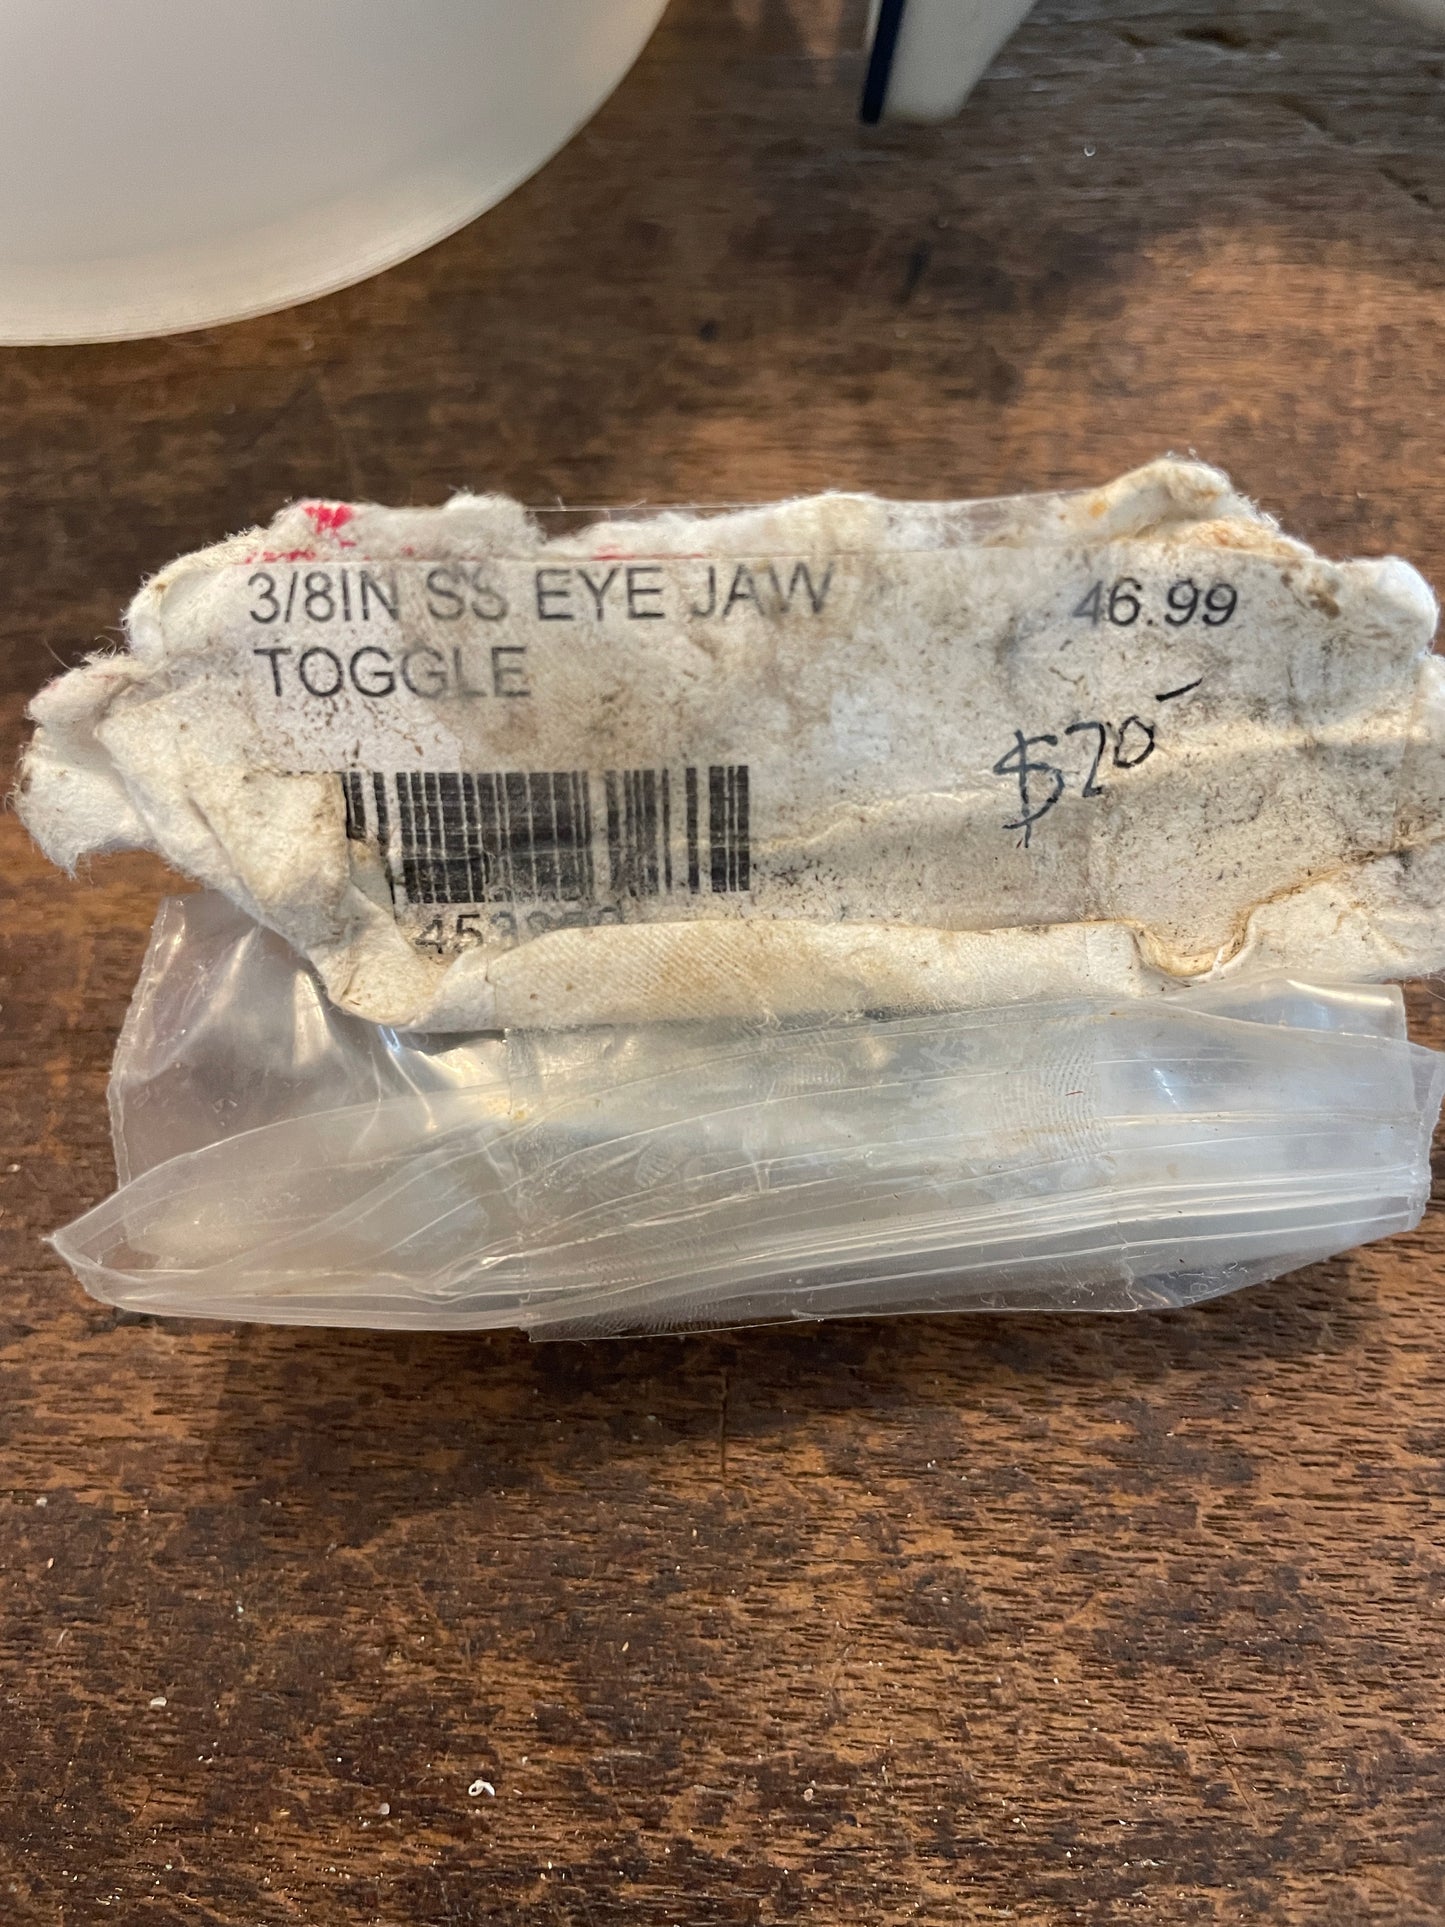 3/8IN SS EYE JAW 46.99
TOGGLE
$20-